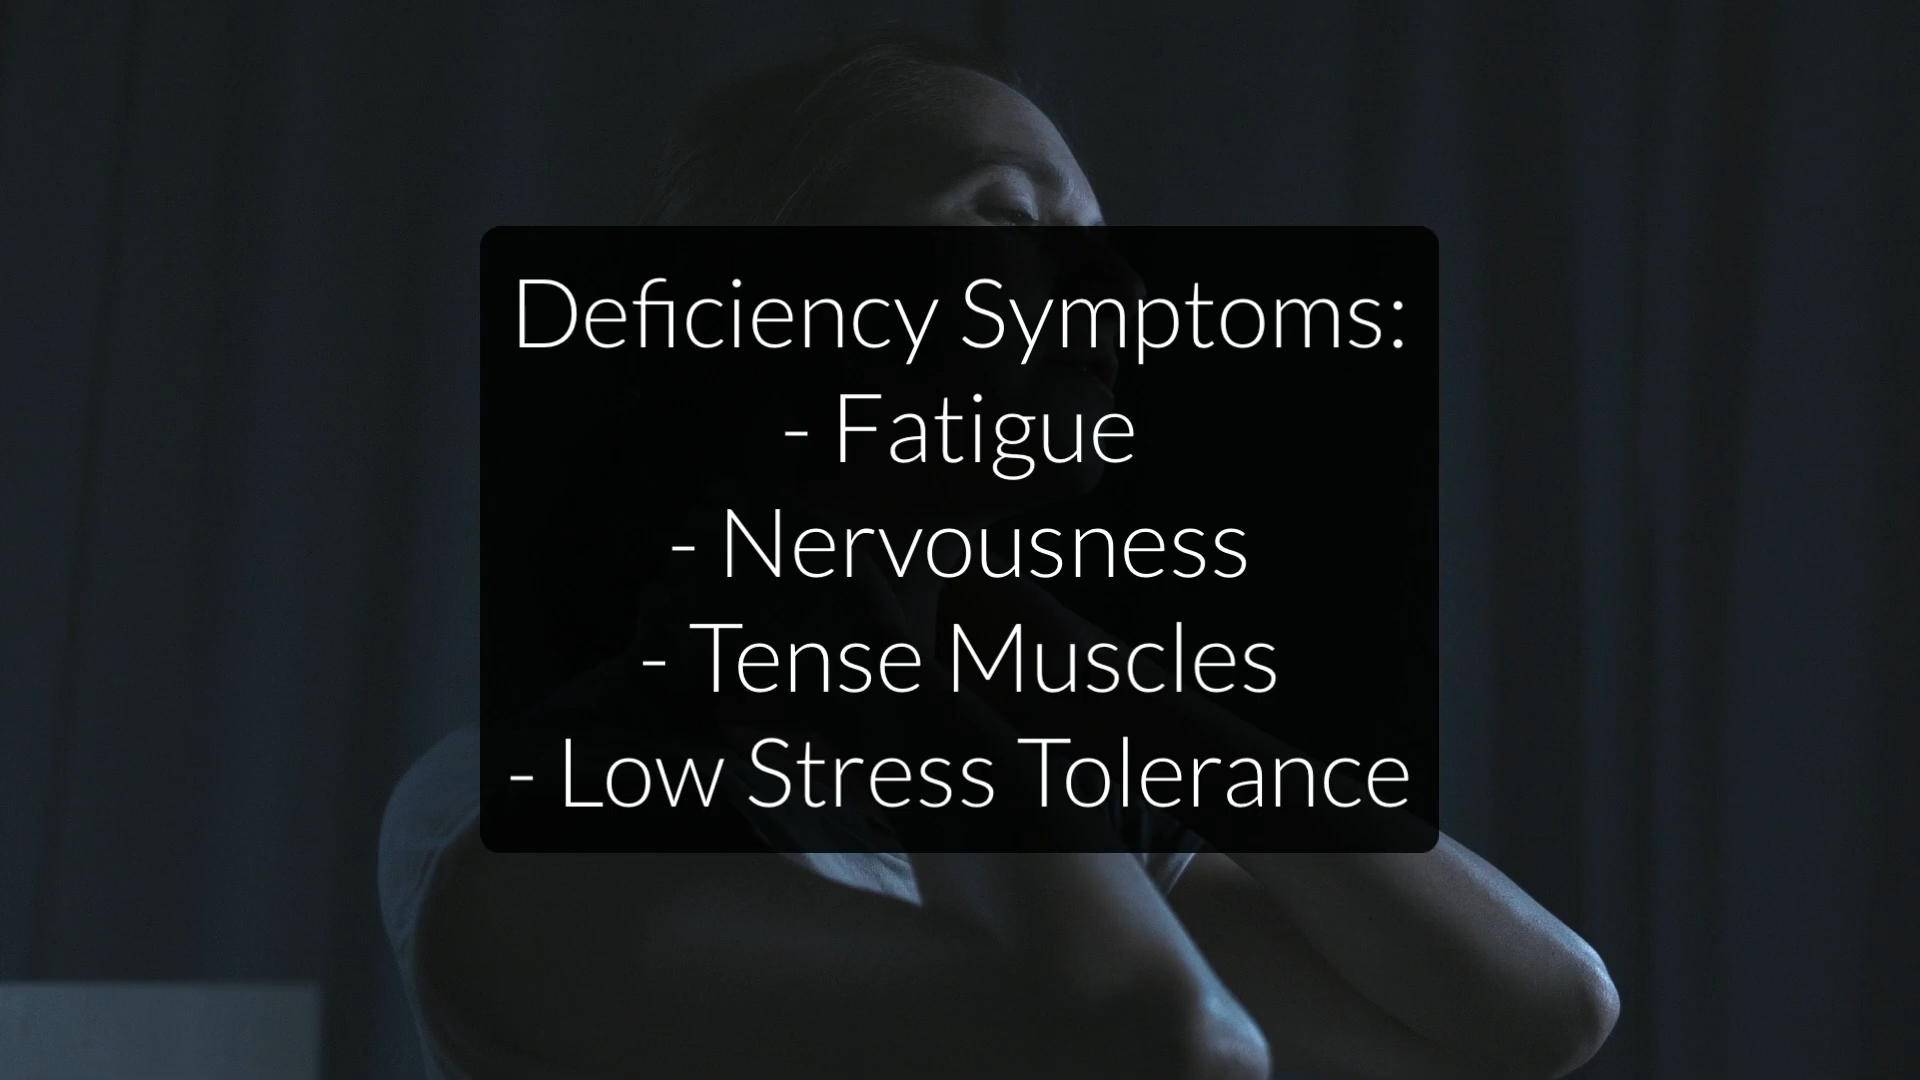 Deficiency Symptoms:
- Fatigue
- Nervousness
- Tense Muscles
- Low Stress Tolerance